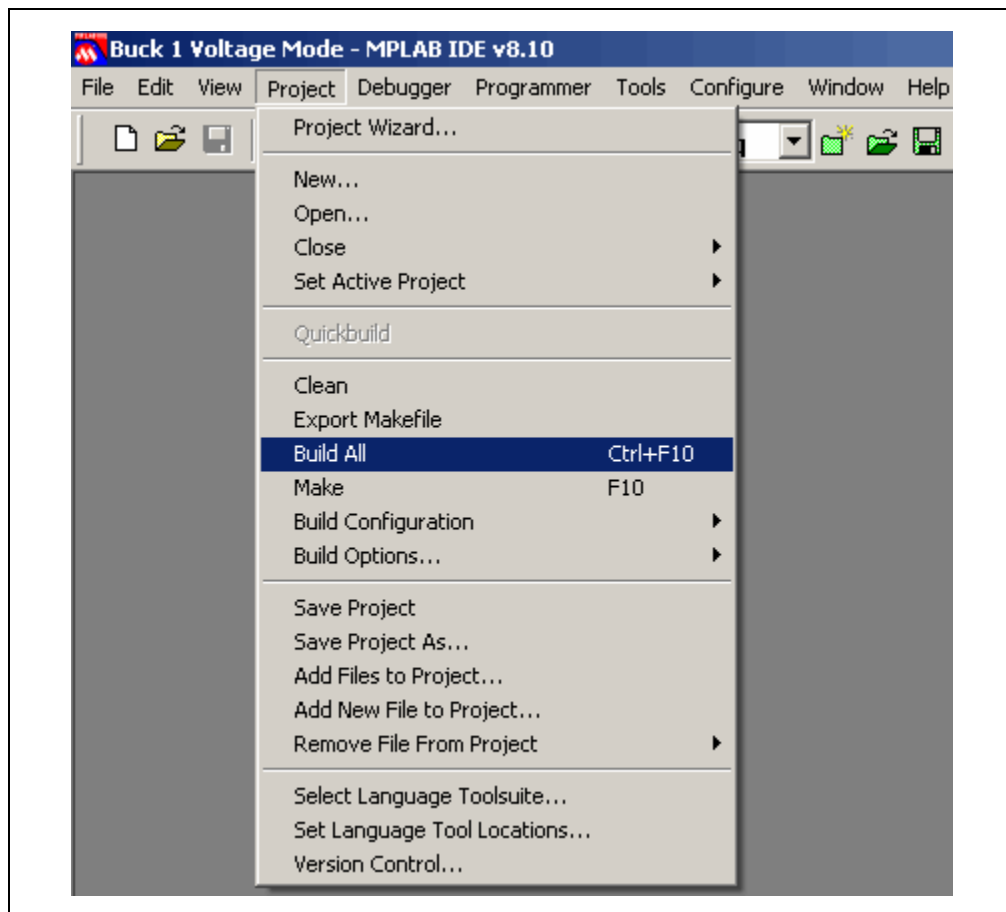 Buck 1 Voltage Mode - MPLAB IDE v8.10
File Edit View Project Debugger Programmer Tools Configure Window Help
Project Wizard...
New...
Open...
Close
Set Active Project
Quickbuild
Clean
Export Makefile
Build All Ctrl+F10
Make F10
Build Configuration
Build Options...
Save Project
Save Project As...
Add Files to Project...
Add New File to Project...
Remove File From Project
Select Language Toolsuite...
Set Language Tool Locations...
Version Control...